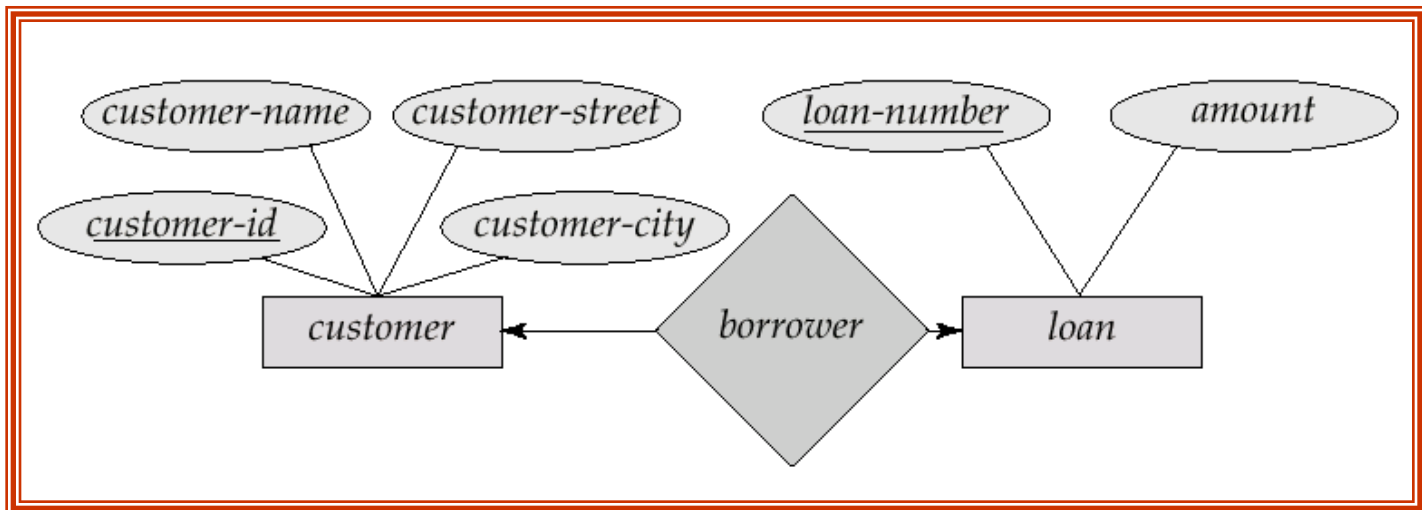 customer-name customer-street loan-number amount
customer-id customer-city
customer borrower loan